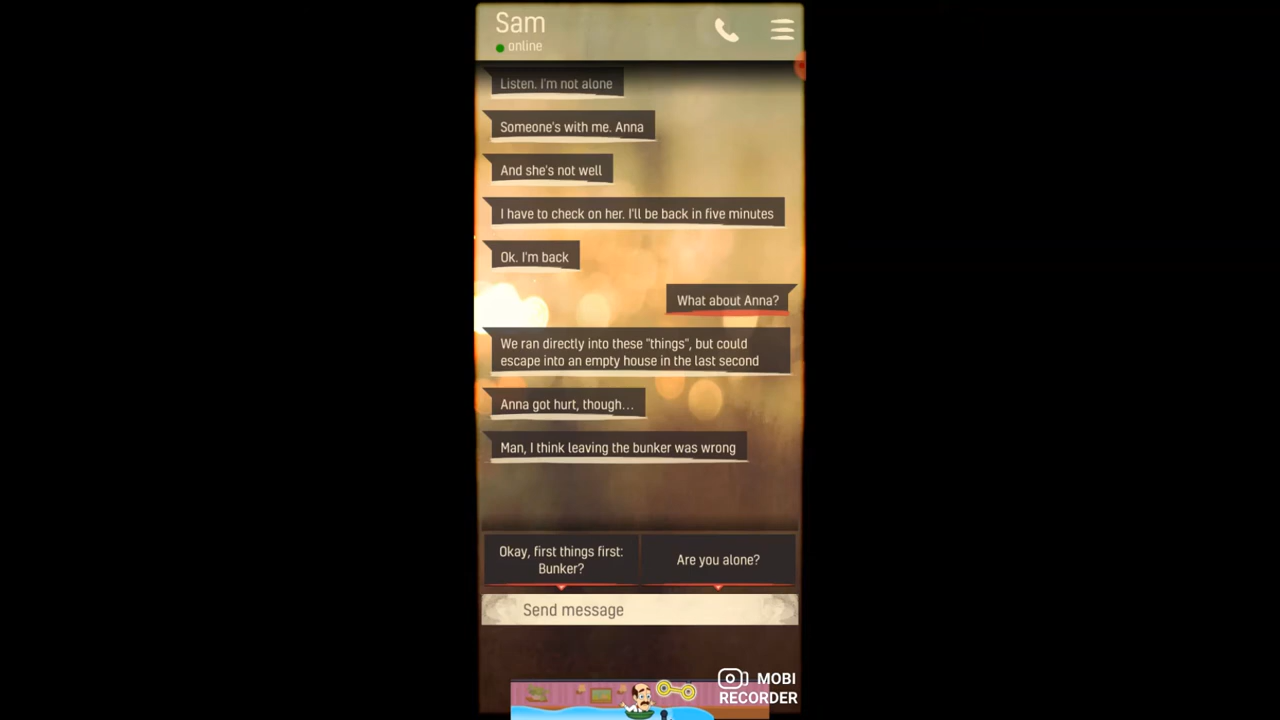 Sam
online
Listen. I'm not alone
Someone's with me. Anna
And she's not well
I have to check on her. I'll be back in five minutes
Ok. I'm back
What about Anna?
We ran directly into these "things", but could
escape into an empty house in the last second
Anna got hurt, though...
Man, I think leaving the bunker was wrong
Okay, first things first:
Bunker?
Are you alone?
Send message
MOBI
RECORDER